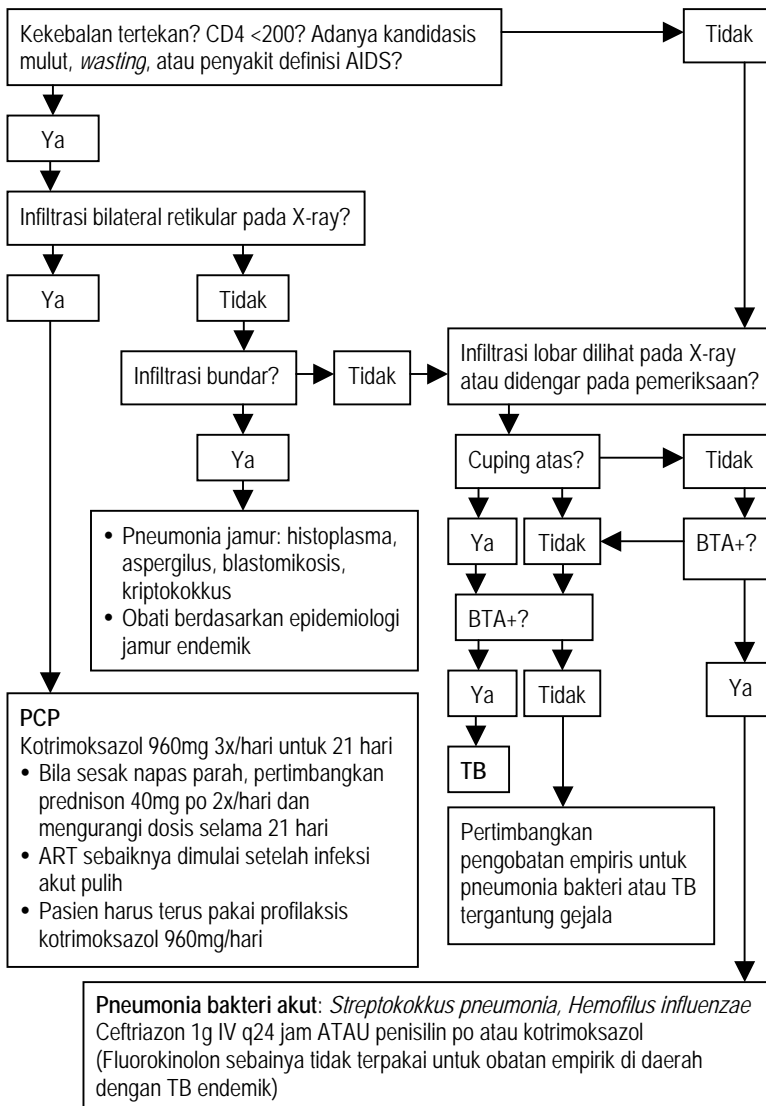 Kekebalan tertekan? CD4 <200? Adanya kandidasis
mulut, wasting, atau penyakit definisi AIDS?
Tidak
Ya
Infiltrasi bilateral retikular pada X-ray?
Ya
Tidak
Infiltrasi bundar?
Tidak
Infiltrasi lobar dilihat pada X-ray
atau didengar pada pemeriksaan?
Ya
Cuping atas?
Tidak
• Pneumonia jamur: histoplasma,
aspergilus, blastomikosis,
kriptokokkus
• Obati berdasarkan epidemiologi
jamur endemik
Ya
Tidak
BTA+?
BTA+?
Ya
Tidak
Ya
TB
PCP
Kotrimoksazol 960mg 3x/hari untuk 21 hari
• Bila sesak napas parah, pertimbangkan
prednison 40mg po 2x/hari dan
mengurangi dosis selama 21 hari
• ART sebaiknya dimulai setelah infeksi
akut pulih
• Pasien harus terus pakai profilaksis
kotrimoksazol 960mg/hari
Pertimbangkan
pengobatan empiris untuk
pneumonia bakteri atau TB
tergantung gejala
Pneumonia bakteri akut: Streptokokkus pneumonia, Hemofilus influenzae
Ceftriazon 1g IV q24 jam ATAU penisilin po atau kotrimoksazol
(Fluorokinolon sebainya tidak terpakai untuk obatan empirik di daerah
dengan TB endemik)